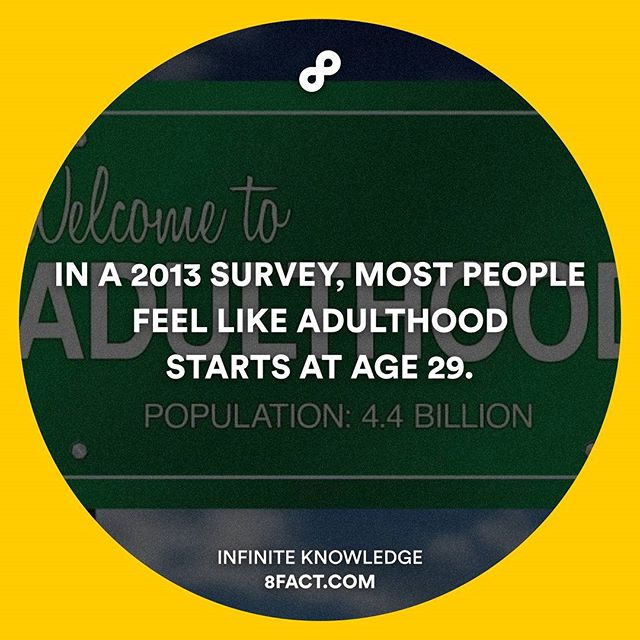 Welcome to
ADULTHOOD
IN A 2013 SURVEY, MOST PEOPLE
FEEL LIKE ADULTHOOD
STARTS AT AGE 29.
POPULATION: 4.4 BILLION
INFINITE KNOWLEDGE
8FACT.COM